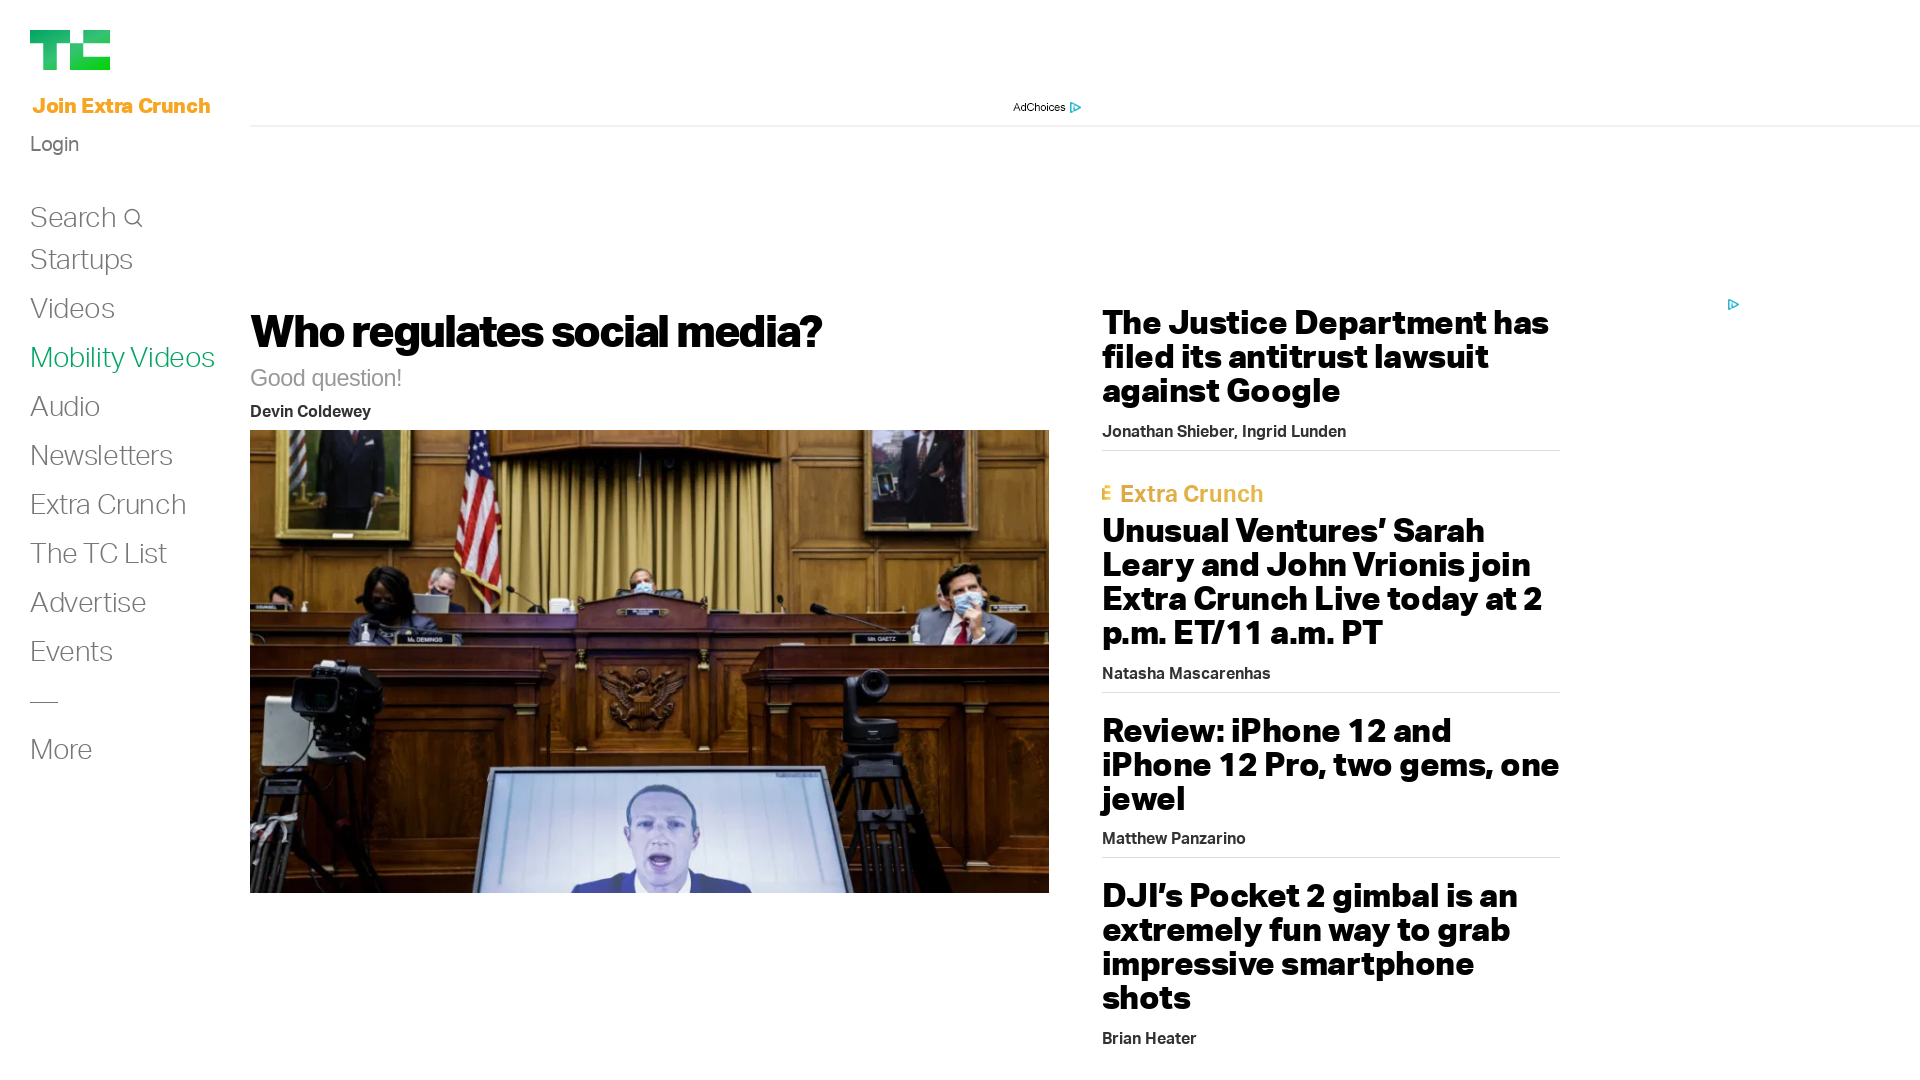 TC
Join Extra Crunch
Login
Search
Startups
Videos
Mobility Videos
Audio
Newsletters
Extra Crunch
The TC List
Advertise
Events
More
AdChoices
Who regulates social media?
Good question!
Devin Coldewey
Ms. DEMINGS
Mr. GAETZ
The Justice Department has
filed its antitrust lawsuit
against Google
Jonathan Shieber, Ingrid Lunden
Extra Crunch
Unusual Ventures’ Sarah
Leary and John Vrionis join
Extra Crunch Live today at 2
p.m. ET/11 a.m. PT
Natasha Mascarenhas
Review: iPhone 12 and
iPhone 12 Pro, two gems, one
jewel
Matthew Panzarino
DJI’s Pocket 2 gimbal is an
extremely fun way to grab
impressive smartphone
shots
Brian Heater